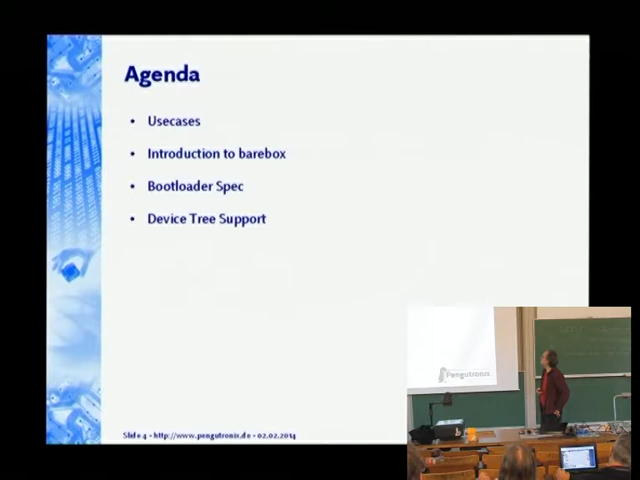 Agenda
• Usecases
• Introduction to barebox
• Bootloader Spec
• Device Tree Support
Slide 4 - http://www.pengutronix.de - 02.02.2014
Pengutronix